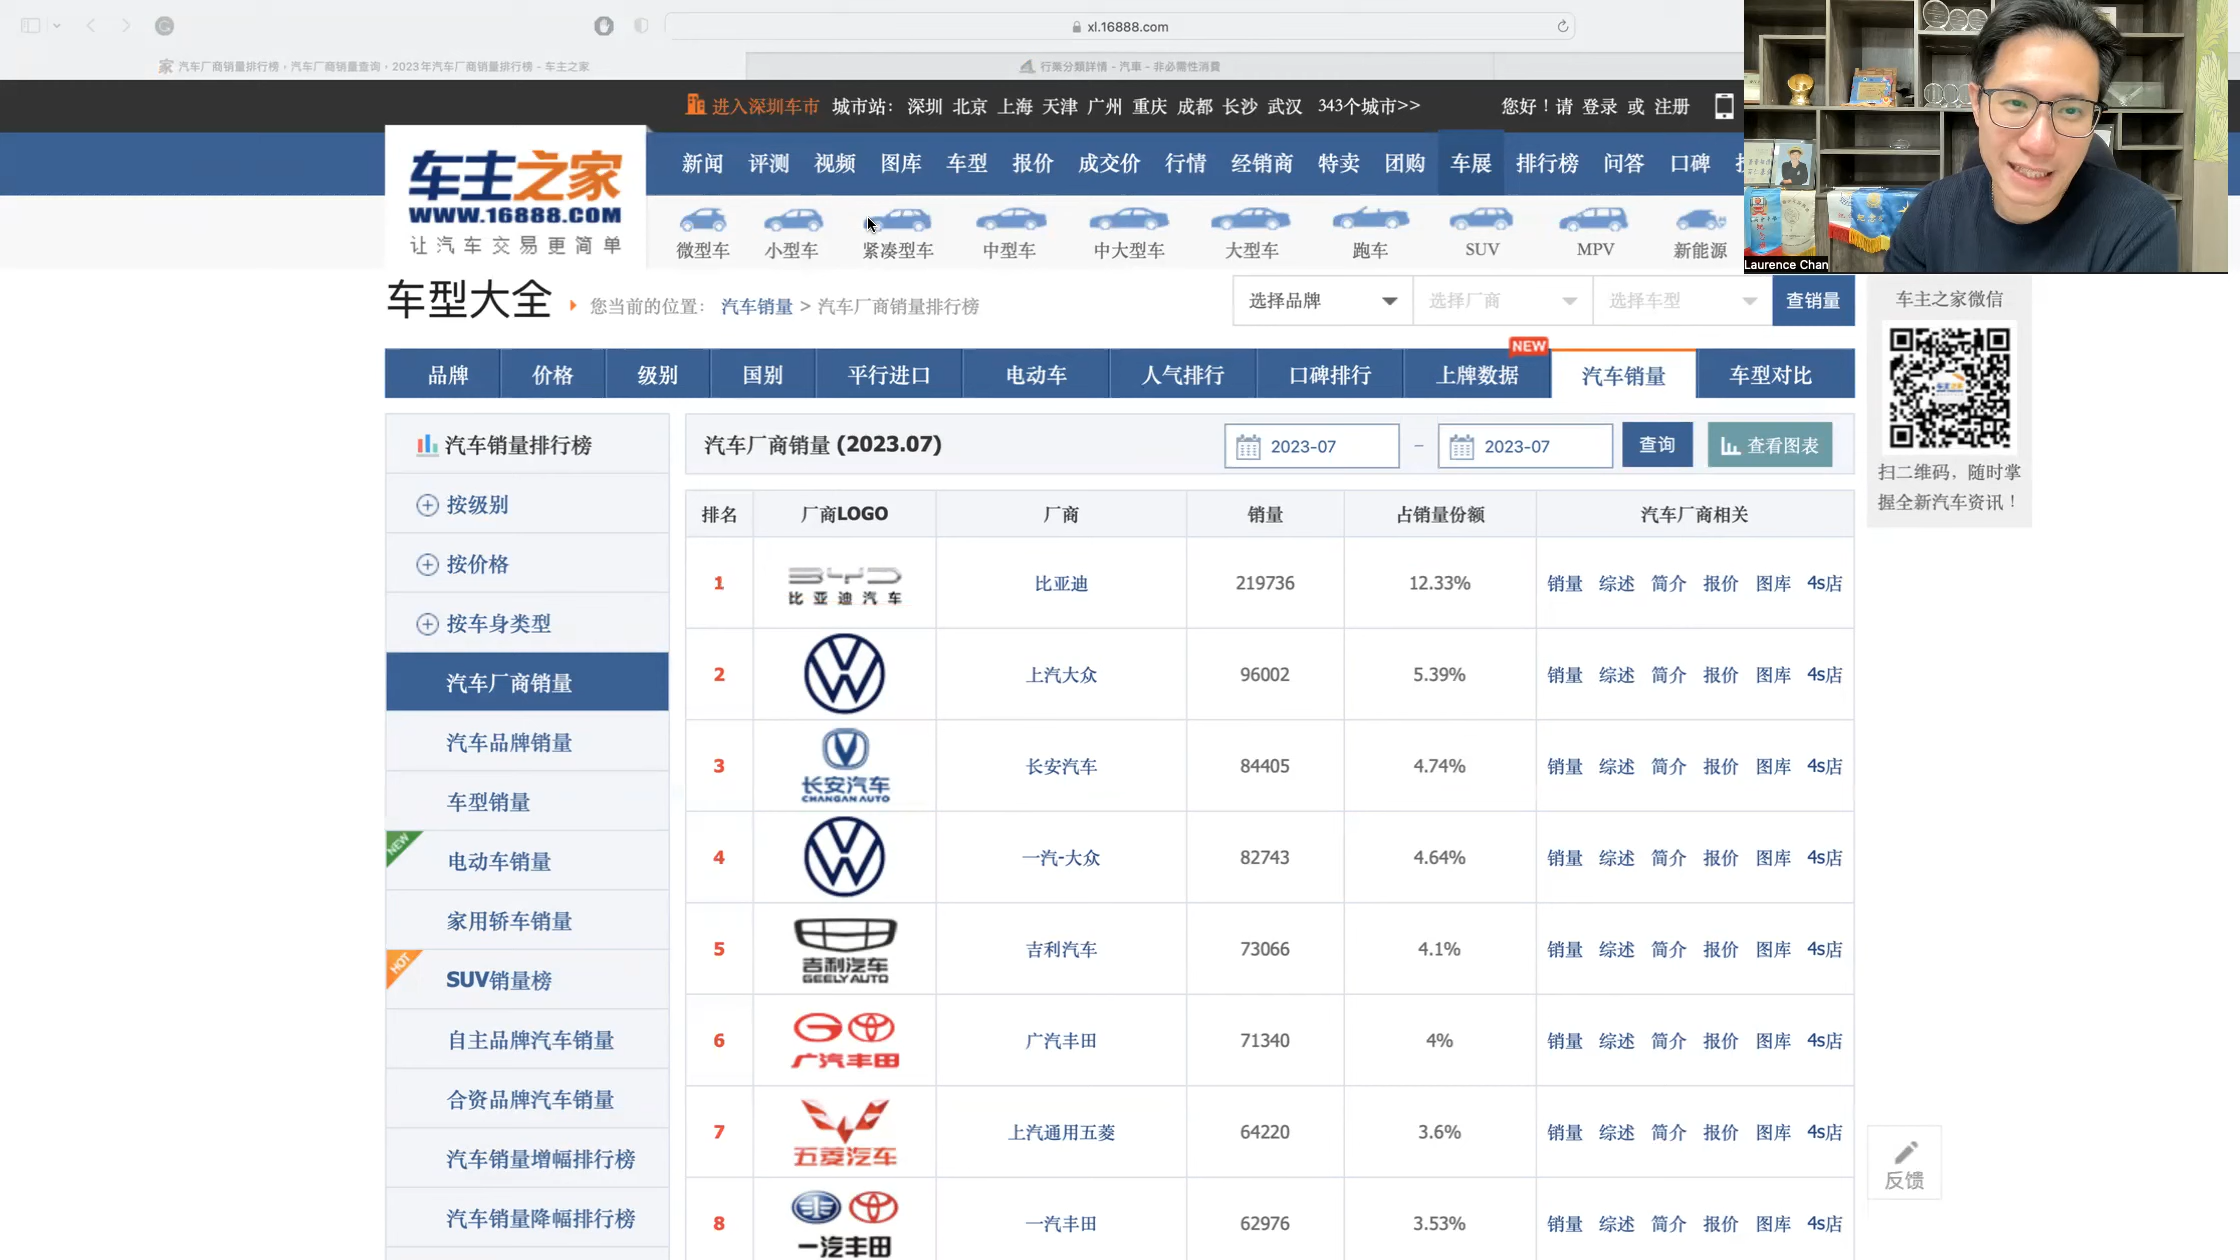 xl.16888.com
汽车厂商销量排行榜，汽车厂商销量查询，2023年汽车厂商销量排行榜 - 车主之家
行業分類詳情 - 汽車 - 非必需性消費
进入深圳车市 城市站： 深圳 北京 上海 天津 广州 重庆 成都 长沙 武汉 343个城市>> 您好！请 登录 或 注册
车主之家
WWW.16888.COM
让汽车交易更简单
新闻 评测 视频 图库 车型 报价 成交价 行情 经销商 特卖 团购 车展 排行榜 问答 口碑
微型车 小型车 紧凑型车 中型车 中大型车 大型车 跑车 SUV MPV 新能源
Laurence Chan
车型大全 您当前的位置： 汽车销量 > 汽车厂商销量排行榜
选择品牌 选择厂商 选择车型 查销量
车主之家微信
扫二维码，随时掌
握全新汽车资讯！
NEW
品牌 价格 级别 国别 平行进口 电动车 人气排行 口碑排行 上牌数据 汽车销量 车型对比
汽车销量排行榜
按级别
按价格
按车身类型
汽车厂商销量
汽车品牌销量
车型销量
NEW
电动车销量
家用轿车销量
HOT
SUV销量榜
自主品牌汽车销量
合资品牌汽车销量
汽车销量增幅排行榜
汽车销量降幅排行榜
汽车厂商销量 (2023.07) 2023-07 – 2023-07 查询 查看图表
排名 厂商LOGO 厂商 销量 占销量份额 汽车厂商相关
1 BYD 比亚迪汽车 比亚迪 219736 12.33% 销量 综述 简介 报价 图库 4s店
2 上汽大众 96002 5.39% 销量 综述 简介 报价 图库 4s店
3 长安汽车 CHANGAN AUTO 长安汽车 84405 4.74% 销量 综述 简介 报价 图库 4s店
4 一汽-大众 82743 4.64% 销量 综述 简介 报价 图库 4s店
5 吉利汽车 GEELY AUTO 吉利汽车 73066 4.1% 销量 综述 简介 报价 图库 4s店
6 广汽丰田 广汽丰田 71340 4% 销量 综述 简介 报价 图库 4s店
7 五菱汽车 上汽通用五菱 64220 3.6% 销量 综述 简介 报价 图库 4s店
8 一汽丰田 一汽丰田 62976 3.53% 销量 综述 简介 报价 图库 4s店
反馈